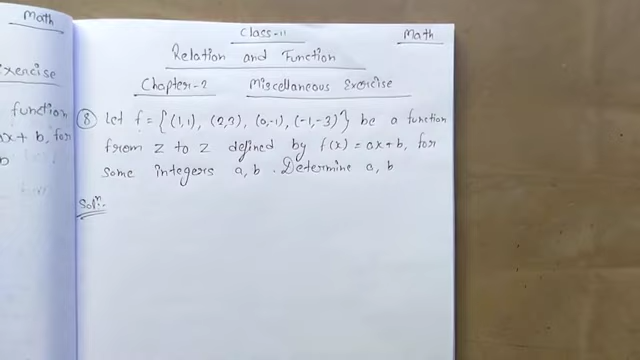 Math
Exercise
function
ax + b, for
b
Class-11
Math
Relation and Function
Chapter-2 Miscellaneous Exercise
⑧ Let f = {(1,1), (2,3), (0,-1), (-1,-3)} be a function
from Z to Z defined by f(x) = ax+b, for
some integers a, b. Determine a, b
Solⁿ:-